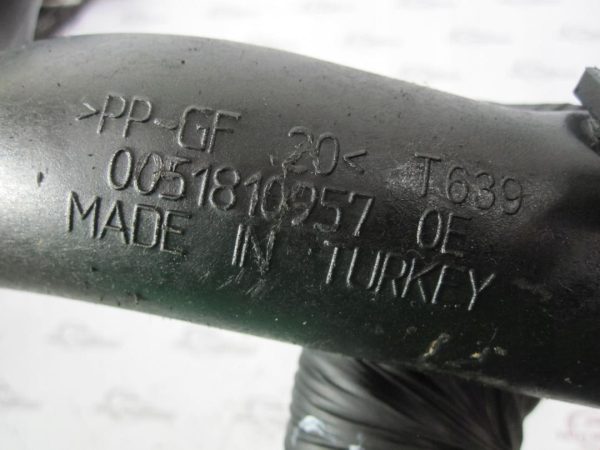 >PP-GF 20< T639
0051810957 0E
MADE IN TURKEY